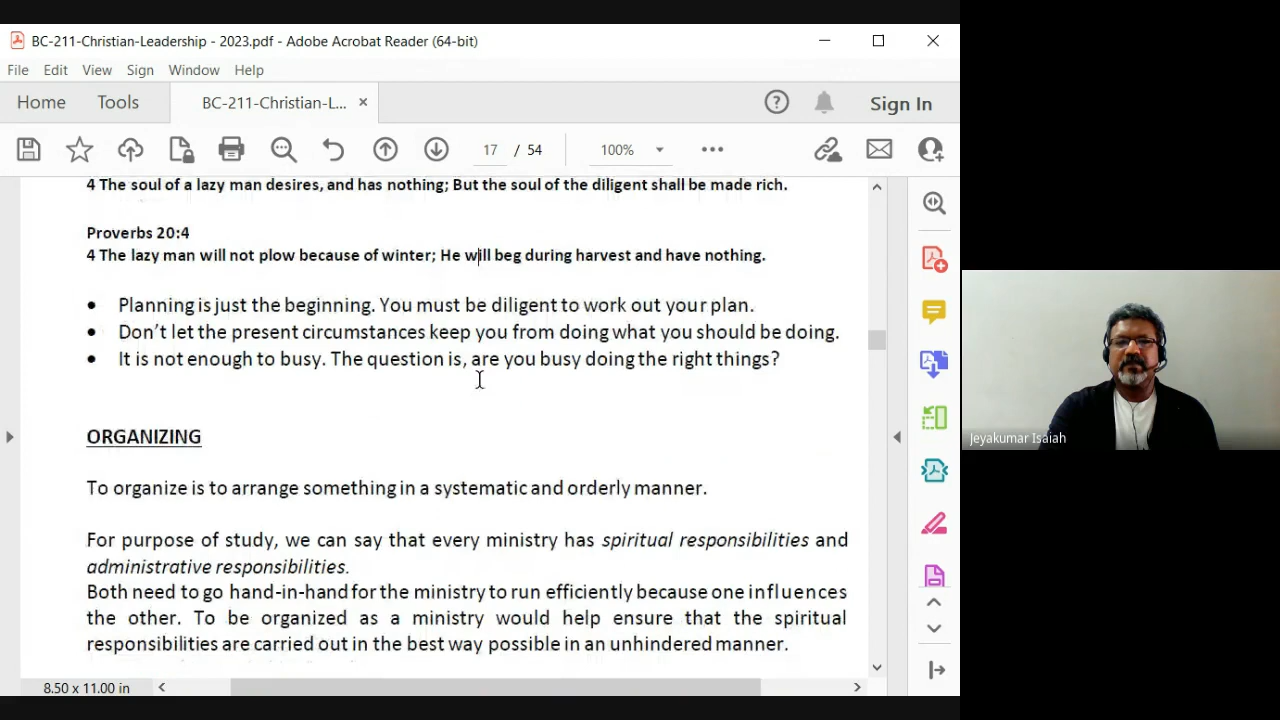 BC-211-Christian-Leadership - 2023.pdf - Adobe Acrobat Reader (64-bit)
File Edit View Sign Window Help
Home Tools BC-211-Christian-L... × Sign In
17 / 54 100%
4 The soul of a lazy man desires, and has nothing; But the soul of the diligent shall be made rich.
Proverbs 20:4
4 The lazy man will not plow because of winter; He will beg during harvest and have nothing.
• Planning is just the beginning. You must be diligent to work out your plan.
• Don’t let the present circumstances keep you from doing what you should be doing.
• It is not enough to busy. The question is, are you busy doing the right things?
ORGANIZING
To organize is to arrange something in a systematic and orderly manner.
For purpose of study, we can say that every ministry has spiritual responsibilities and
administrative responsibilities.
Both need to go hand-in-hand for the ministry to run efficiently because one influences
the other. To be organized as a ministry would help ensure that the spiritual
responsibilities are carried out in the best way possible in an unhindered manner.
8.50 x 11.00 in
Jeyakumar Isaiah